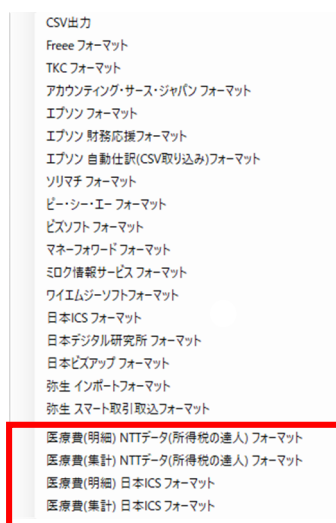 CSV出力
Freee フォーマット
TKC フォーマット
アカウンティング・サース・ジャパン フォーマット
エプソン フォーマット
エプソン 財務応援フォーマット
エプソン 自動仕訳(CSV取り込み)フォーマット
ソリマチ フォーマット
ピー・シー・エー フォーマット
ビズソフト フォーマット
マネーフォワード フォーマット
ミロク情報サービス フォーマット
ワイエムジーソフトフォーマット
日本ICS フォーマット
日本デジタル研究所 フォーマット
日本ビズアップ フォーマット
弥生 インポートフォーマット
弥生 スマート取引取込フォーマット
医療費(明細) NTTデータ(所得税の達人) フォーマット
医療費(集計) NTTデータ(所得税の達人) フォーマット
医療費(明細) 日本ICS フォーマット
医療費(集計) 日本ICS フォーマット